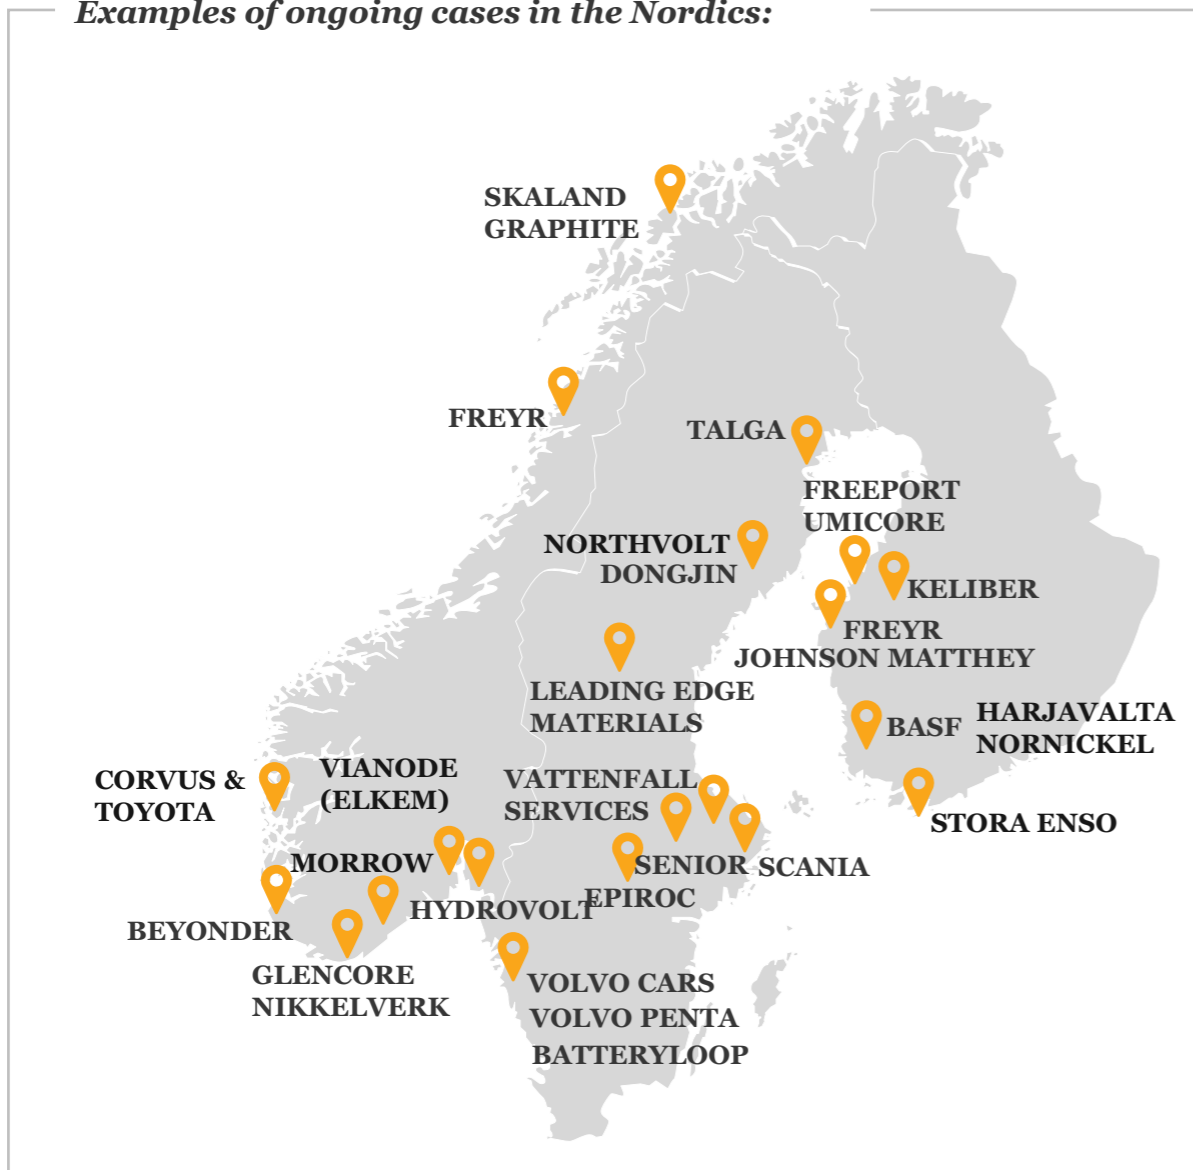 Examples of ongoing cases in the Nordics:
SKALAND
GRAPHITE
FREYR
TALGA
FREEPORT
UMICORE
NORTHVOLT
DONGJIN
KELIBER
FREYR
JOHNSON MATTHEY
LEADING EDGE
MATERIALS
BASF
HARJAVALTA
NORNICKEL
CORVUS &
TOYOTA
VIANODE
(ELKEM)
VATTENFALL
SERVICES
STORA ENSO
MORROW
SENIOR
SCANIA
EPIROC
HYDROVOLT
BEYONDER
GLENCORE
NIKKELVERK
VOLVO CARS
VOLVO PENTA
BATTERYLOOP